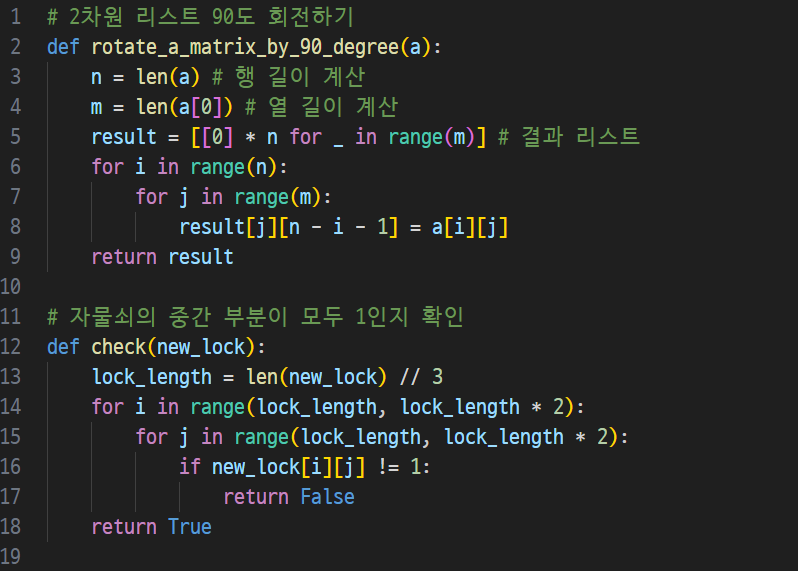 1 # 2차원 리스트 90도 회전하기
2 def rotate_a_matrix_by_90_degree(a):
3     n = len(a) # 행 길이 계산
4     m = len(a[0]) # 열 길이 계산
5     result = [[0] * n for _ in range(m)] # 결과 리스트
6     for i in range(n):
7         for j in range(m):
8             result[j][n - i - 1] = a[i][j]
9     return result
10
11 # 자물쇠의 중간 부분이 모두 1인지 확인
12 def check(new_lock):
13     lock_length = len(new_lock) // 3
14     for i in range(lock_length, lock_length * 2):
15         for j in range(lock_length, lock_length * 2):
16             if new_lock[i][j] != 1:
17                 return False
18     return True
19